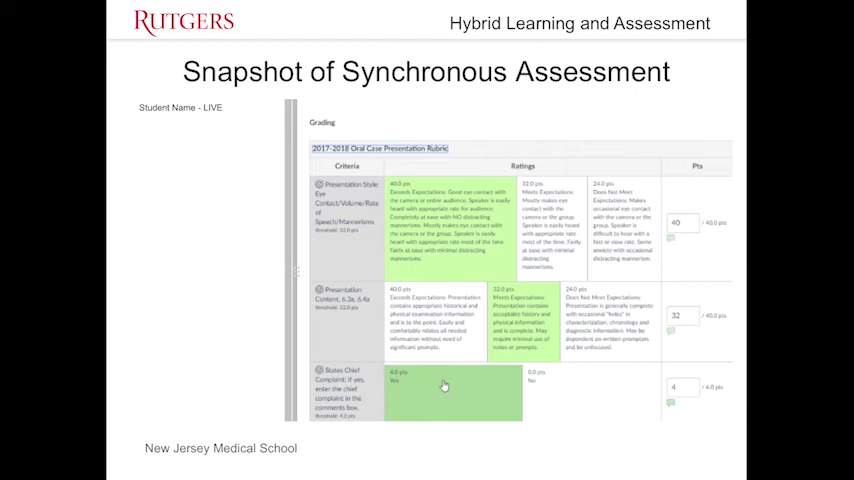 RUTGERS
Hybrid Learning and Assessment
Snapshot of Synchronous Assessment
Student Name - LIVE
Grading
2017-2018 Oral Case Presentation Rubric
Criteria
Ratings
Pts
Presentation Style:
Eye
Contact/Volume/Rate
of
Speech/Mannerisms
threshold: 32.0 pts
40.0 pts
Exceeds Expectations: Good eye contact
with the camera or entire audience. Speaker is easily
heard with appropriate rate for audience.
Completely at ease with NO distracting
mannerisms. Mostly makes eye contact with
the camera or the group. Speaker is easily
heard with appropriate rate most of the time.
Fairly at ease with minimal distracting
mannerisms.
32.0 pts
Meets Expectations:
Mostly makes eye
contact with the
camera or the group.
Speaker is easily heard
with appropriate rate
most of the time. Fairly
at ease with minimal
distracting
mannerisms.
24.0 pts
Does Not Meet
Expectations: Makes
occasional eye contact
with the camera or the
group. Speaker is
difficult to hear with a
fast or slow rate. Some
anxiety with occasional
distracting mannerism.
40
/ 40.0 pts
Presentation
Content, 6.3a, 6.4a
threshold: 32.0 pts
40.0 pts
Exceeds Expectations: Presentation
contains appropriate historical and
physical examination information
and is to the point. Easily and
comfortably relates all needed
information without need of
significant prompts.
32.0 pts
Meets Expectations:
Presentation contains
acceptable history and
physical information
and is complete. May
require minimal use of
notes or prompts.
24.0 pts
Does Not Meet Expectations:
Presentation is generally complete
with occasional "holes" in
characterization, chronology and
diagnostic information. May be
dependent on written prompters
and be unfocused.
32
/ 40.0 pts
States Chief
Complaint: If yes,
enter the chief
complaint in the
comments box.
threshold: 4.0 pts
4.0 pts
Yes
0.0 pts
No
4
/ 4.0 pts
New Jersey Medical School